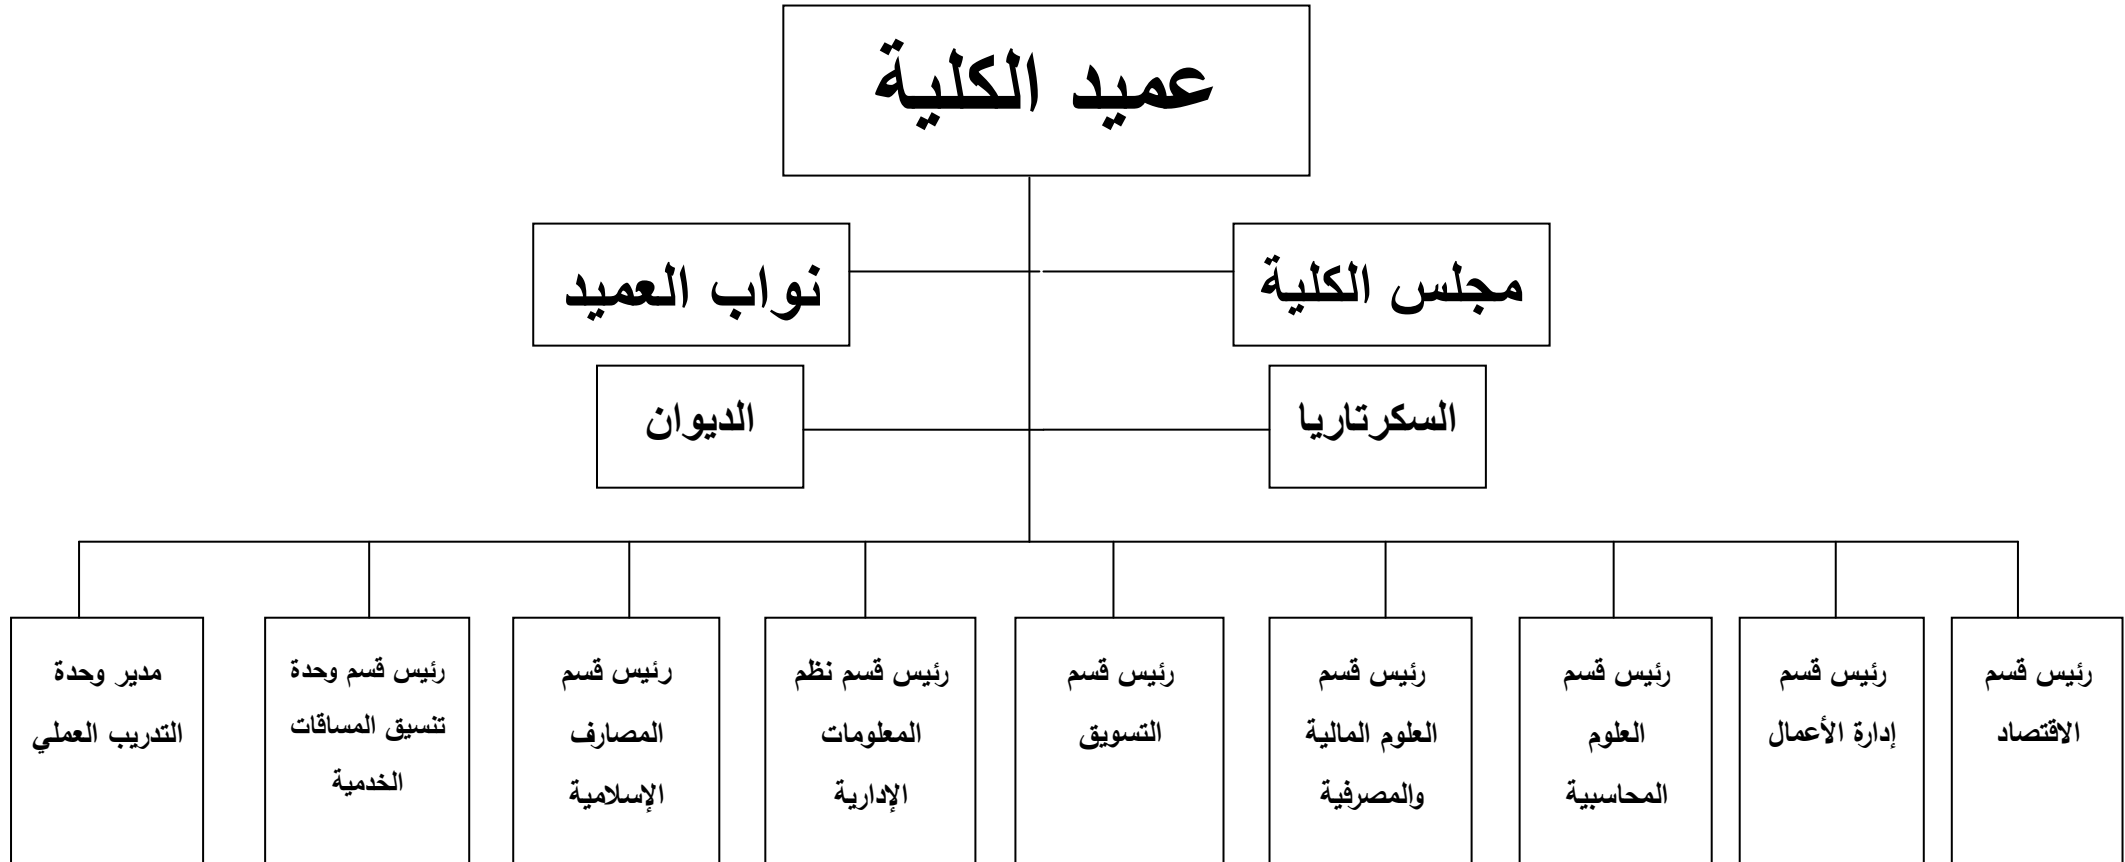 عميد الكلية
مجلس الكلية
نواب العميد
السكرتاريا
الديوان
رئيس قسم
الاقتصاد
رئيس قسم
إدارة الأعمال
رئيس قسم
العلوم
المحاسبية
رئيس قسم
العلوم المالية
والمصرفية
رئيس قسم
التسويق
رئيس قسم نظم
المعلومات
الإدارية
رئيس قسم
المصارف
الإسلامية
رئيس قسم وحدة
تنسيق المساقات
الخدمية
مدير وحدة
التدريب العملي